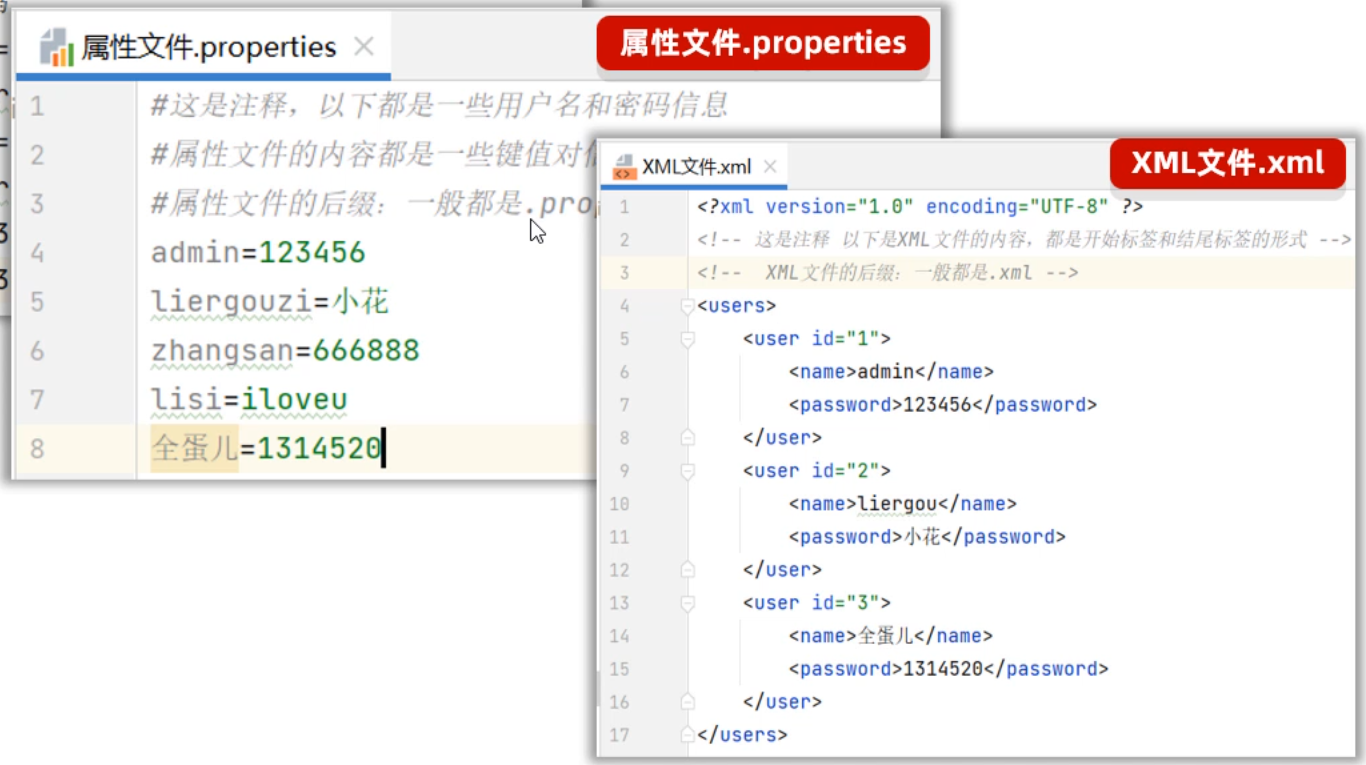 属性文件.properties
属性文件.properties
1 #这是注释，以下都是一些用户名和密码信息
2 #属性文件的内容都是一些键值对
3 #属性文件的后缀：一般都是.pro
4 admin=123456
5 liergouzi=小花
6 zhangsan=666888
7 lisi=iloveu
8 全蛋儿=1314520
XML文件.xml
XML文件.xml
1 <?xml version="1.0" encoding="UTF-8" ?>
2 <!-- 这是注释 以下是XML文件的内容，都是开始标签和结尾标签的形式 -->
3 <!-- XML文件的后缀：一般都是.xml -->
4 <users>
5 <user id="1">
6 <name>admin</name>
7 <password>123456</password>
8 </user>
9 <user id="2">
10 <name>liergou</name>
11 <password>小花</password>
12 </user>
13 <user id="3">
14 <name>全蛋儿</name>
15 <password>1314520</password>
16 </user>
17 </users>